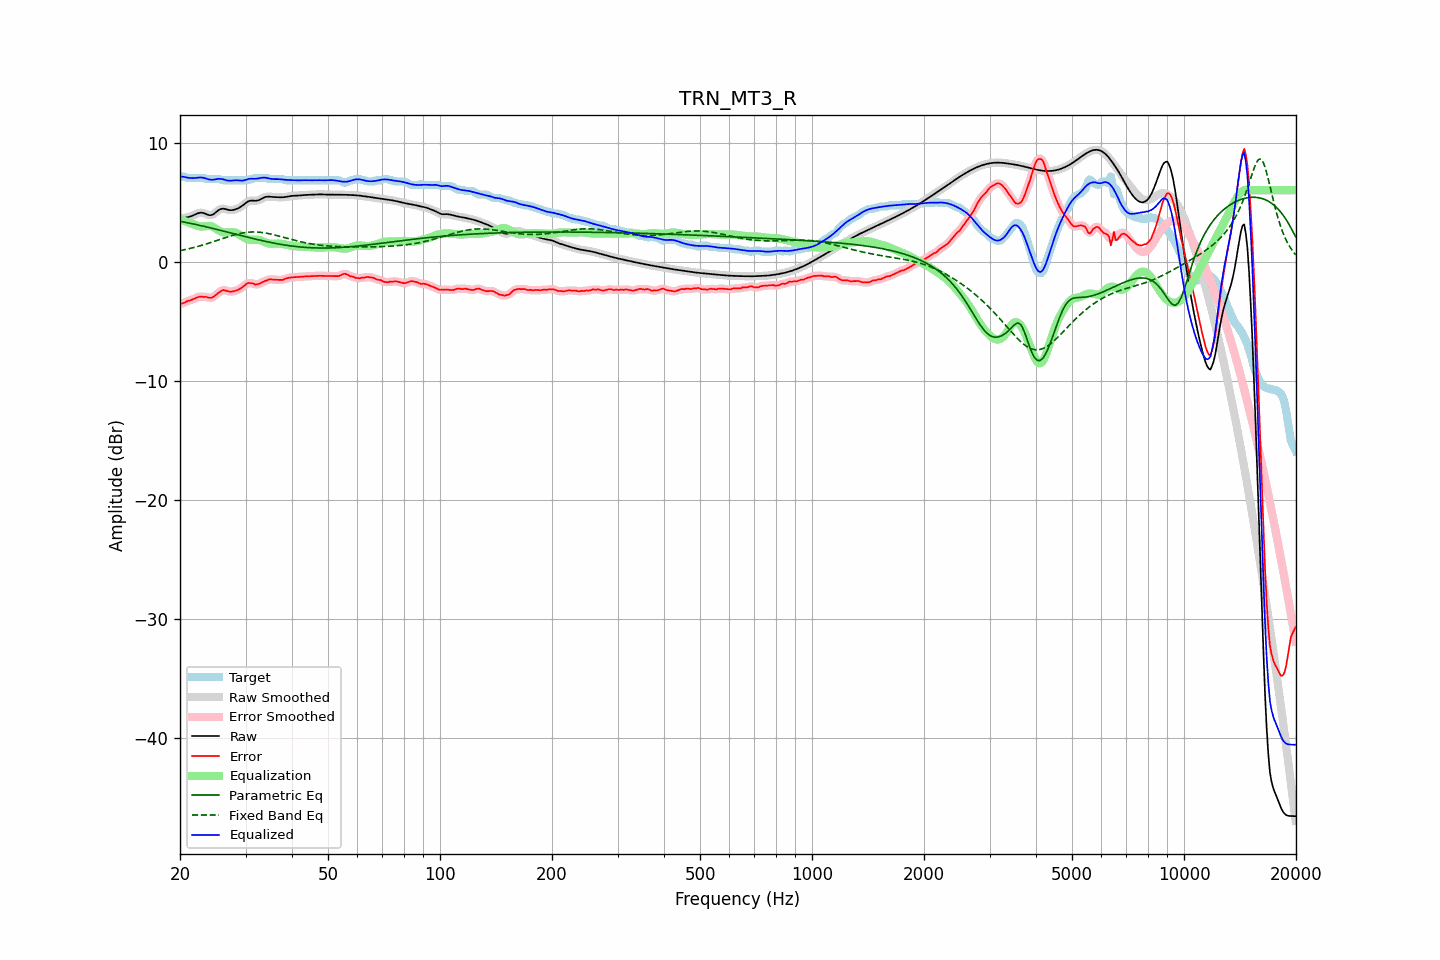 TRN_MT3_R
10
0
−10
−20
−30
−40
Amplitude (dBr)
Target
Raw Smoothed
Error Smoothed
Raw
Error
Equalization
Parametric Eq
Fixed Band Eq
Equalized
20 50 100 200 500 1000 2000 5000 10000 20000
Frequency (Hz)